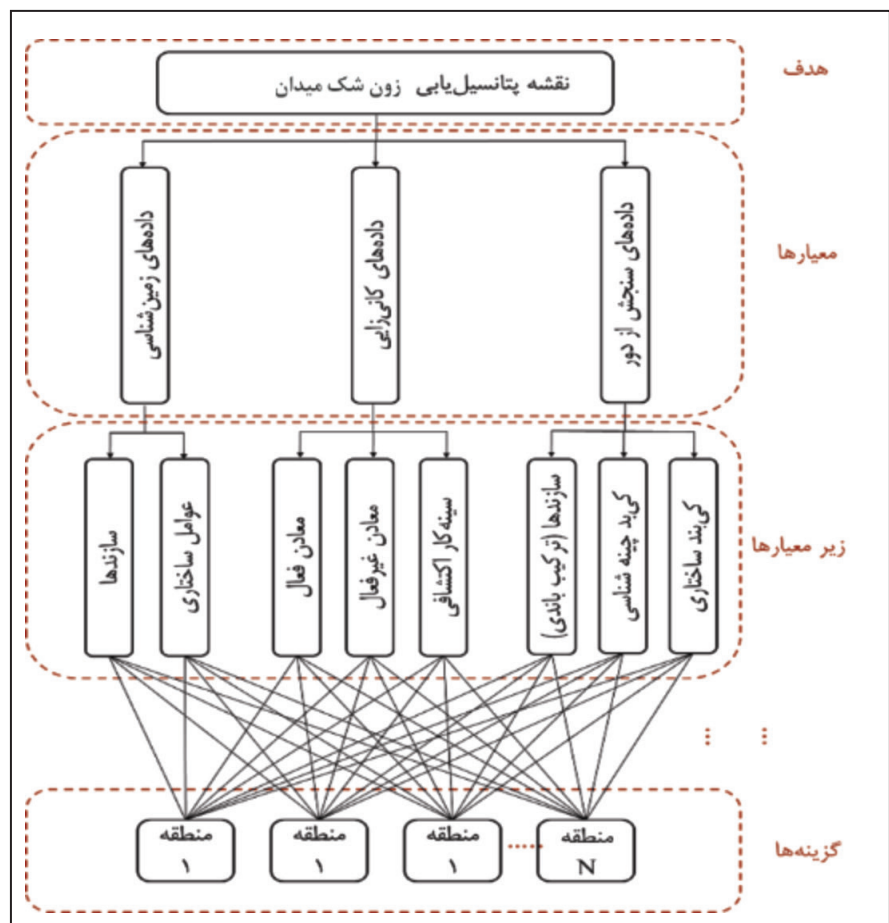 هدف
نقشه پتانسیل‌یابی زون شک میدان
معیارها
داده‌های سنجش از دور
داده‌های کانی‌زایی
داده‌های زمین‌شناسی
زیر معیارها
کی‌بند ساختاری
کی‌بد چینه شناسی
سازندها (ترکیب باندی)
سینه‌کار اکتشافی
معادن غیرفعال
معادن فعال
عوامل ساختاری
سازندها
گزینه‌ها
منطقه
N
......
منطقه
۱
منطقه
۱
منطقه
۱